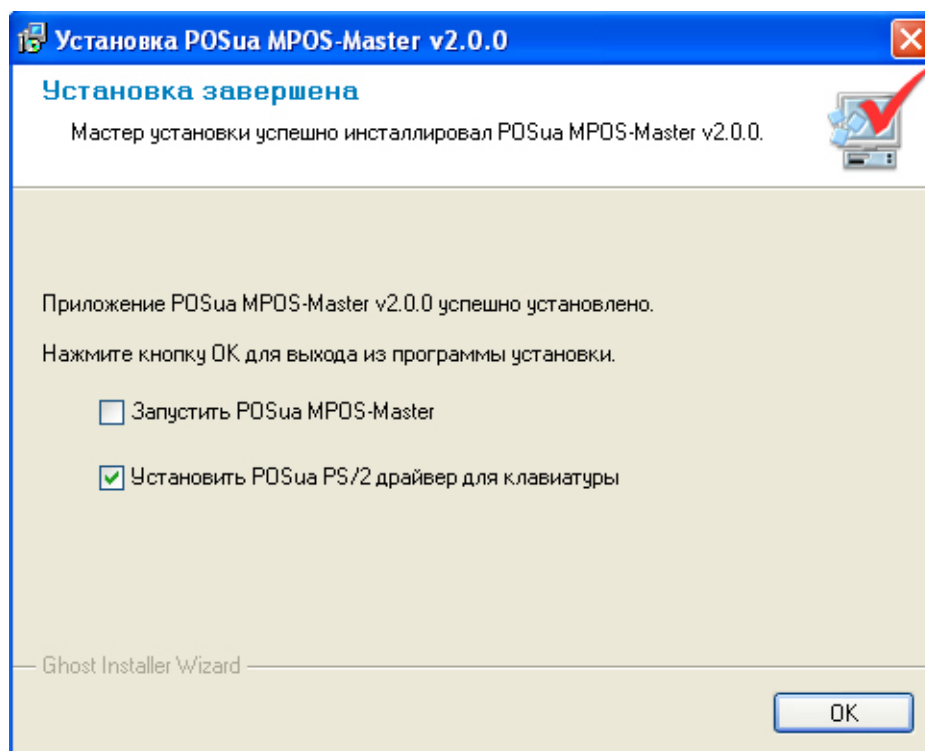 Установка POSua MPOS-Master v2.0.0
Установка завершена
Мастер установки успешно инсталлировал POSua MPOS-Master v2.0.0.
Приложение POSua MPOS-Master v2.0.0 успешно установлено.
Нажмите кнопку OK для выхода из программы установки.
Запустить POSua MPOS-Master
Установить POSua PS/2 драйвер для клавиатуры
Ghost Installer Wizard
OK